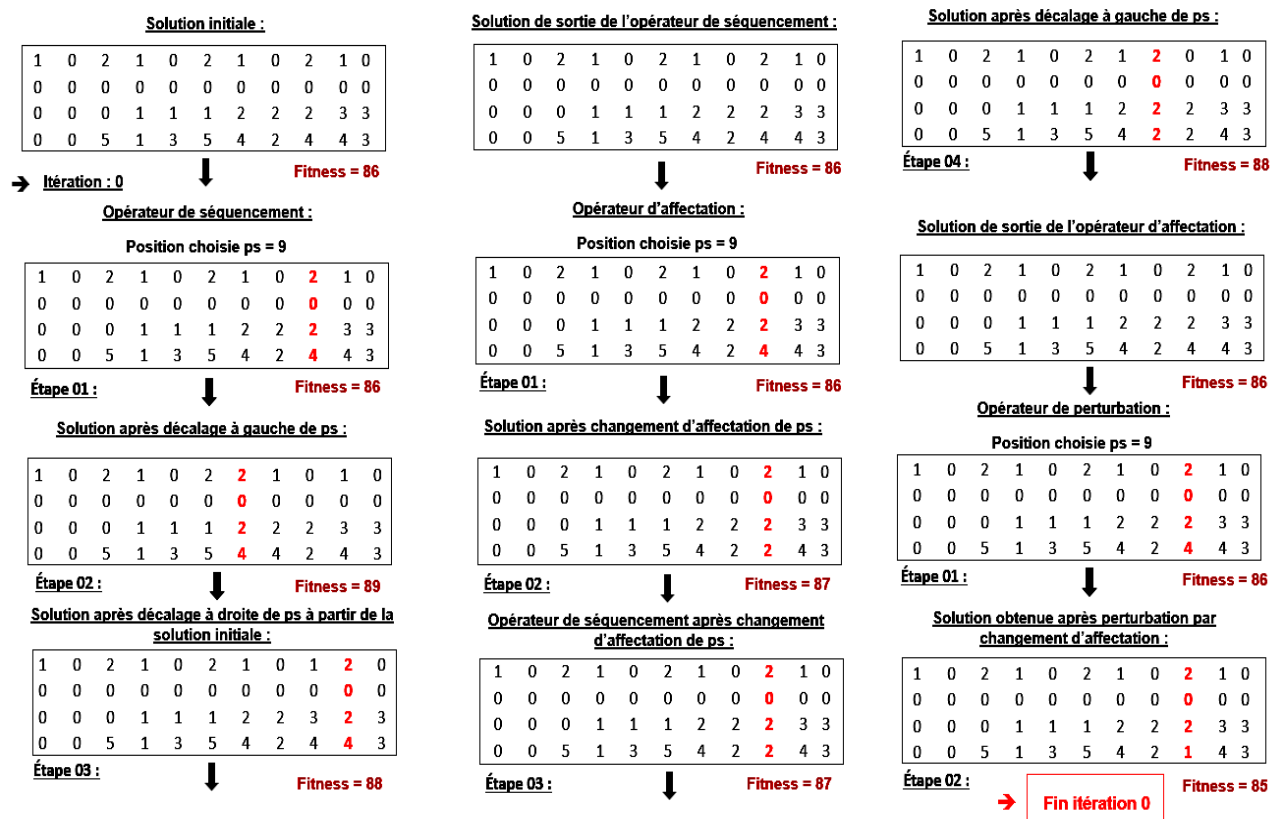 Solution initiale :
1 0 2 1 0 2 1 0 2 1 0
0 0 0 0 0 0 0 0 0 0 0
0 0 0 1 1 1 2 2 2 3 3
0 0 5 1 3 5 4 2 4 4 3
Fitness = 86
➔ Itération : 0
Opérateur de séquencement :
Position choisie ps = 9
1 0 2 1 0 2 1 0 2 1 0
0 0 0 0 0 0 0 0 0 0 0
0 0 0 1 1 1 2 2 2 3 3
0 0 5 1 3 5 4 2 4 4 3
Étape 01 :
Fitness = 86
Solution après décalage à gauche de ps :
1 0 2 1 0 2 2 1 0 1 0
0 0 0 0 0 0 0 0 0 0 0
0 0 0 1 1 1 2 2 2 3 3
0 0 5 1 3 5 4 4 2 4 3
Étape 02 :
Fitness = 89
Solution après décalage à droite de ps à partir de la
solution initiale :
1 0 2 1 0 2 1 0 1 2 0
0 0 0 0 0 0 0 0 0 0 0
0 0 0 1 1 1 2 2 3 2 3
0 0 5 1 3 5 4 2 4 4 3
Étape 03 :
Fitness = 88
Solution de sortie de l’opérateur de séquencement :
1 0 2 1 0 2 1 0 2 1 0
0 0 0 0 0 0 0 0 0 0 0
0 0 0 1 1 1 2 2 2 3 3
0 0 5 1 3 5 4 2 4 4 3
Fitness = 86
Opérateur d’affectation :
Position choisie ps = 9
1 0 2 1 0 2 1 0 2 1 0
0 0 0 0 0 0 0 0 0 0 0
0 0 0 1 1 1 2 2 2 3 3
0 0 5 1 3 5 4 2 4 4 3
Étape 01 :
Fitness = 86
Solution après changement d’affectation de ps :
1 0 2 1 0 2 1 0 2 1 0
0 0 0 0 0 0 0 0 0 0 0
0 0 0 1 1 1 2 2 2 3 3
0 0 5 1 3 5 4 2 2 4 3
Étape 02 :
Fitness = 87
Opérateur de séquencement après changement
d’affectation de ps :
1 0 2 1 0 2 1 0 2 1 0
0 0 0 0 0 0 0 0 0 0 0
0 0 0 1 1 1 2 2 2 3 3
0 0 5 1 3 5 4 2 2 4 3
Étape 03 :
Fitness = 87
Solution après décalage à gauche de ps :
1 0 2 1 0 2 1 2 0 1 0
0 0 0 0 0 0 0 0 0 0 0
0 0 0 1 1 1 2 2 2 3 3
0 0 5 1 3 5 4 2 2 4 3
Étape 04 :
Fitness = 88
Solution de sortie de l’opérateur d’affectation :
1 0 2 1 0 2 1 0 2 1 0
0 0 0 0 0 0 0 0 0 0 0
0 0 0 1 1 1 2 2 2 3 3
0 0 5 1 3 5 4 2 4 4 3
Fitness = 86
Opérateur de perturbation :
Position choisie ps = 9
1 0 2 1 0 2 1 0 2 1 0
0 0 0 0 0 0 0 0 0 0 0
0 0 0 1 1 1 2 2 2 3 3
0 0 5 1 3 5 4 2 4 4 3
Étape 01 :
Fitness = 86
Solution obtenue après perturbation par
changement d’affectation :
1 0 2 1 0 2 1 0 2 1 0
0 0 0 0 0 0 0 0 0 0 0
0 0 0 1 1 1 2 2 2 3 3
0 0 5 1 3 5 4 2 1 4 3
Étape 02 :
Fitness = 85
➔ Fin itération 0